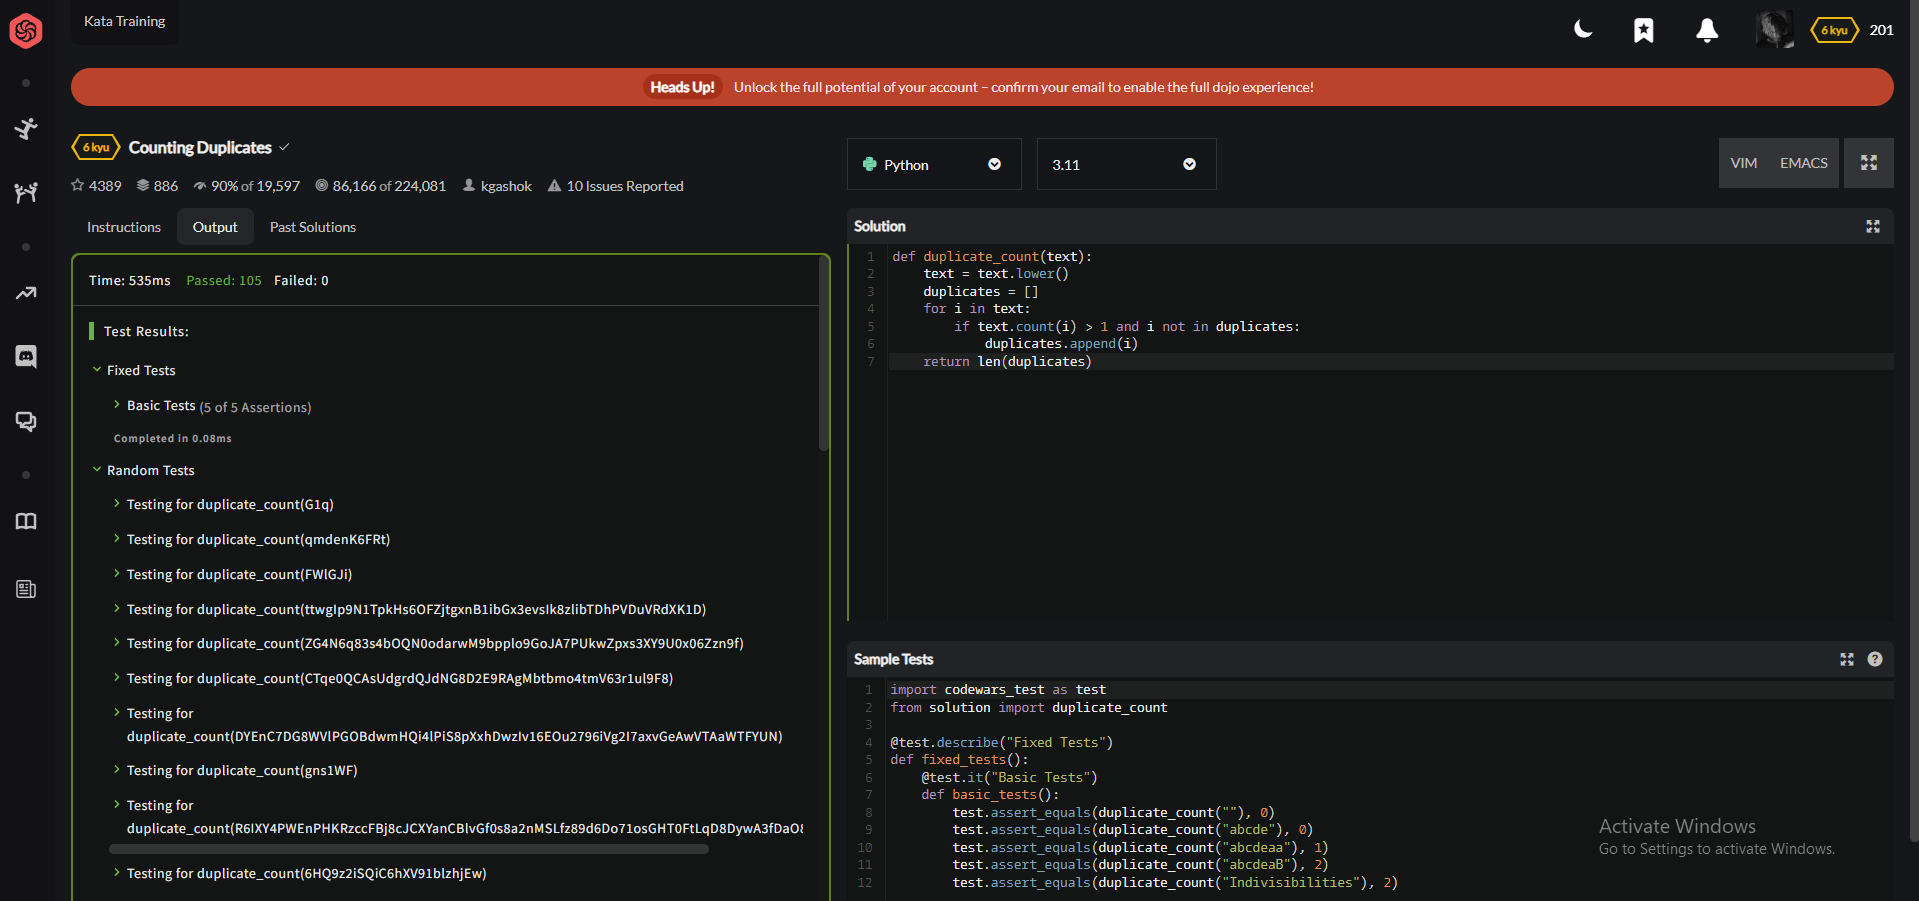 Kata Training
6 kyu 201
Heads Up! Unlock the full potential of your account – confirm your email to enable the full dojo experience!
6 kyu Counting Duplicates
4389 886 90% of 19,597 86,166 of 224,081 kgashok 10 Issues Reported
Instructions Output Past Solutions
Time: 535ms Passed: 105 Failed: 0
Test Results:
Fixed Tests
Basic Tests (5 of 5 Assertions)
Completed in 0.08ms
Random Tests
Testing for duplicate_count(G1q)
Testing for duplicate_count(qmdenK6FRt)
Testing for duplicate_count(FWlGJi)
Testing for duplicate_count(ttwgIp9N1TpkHs6OFZjtgxnB1ibGx3evsIk8zlibTDhPVDuVRdXK1D)
Testing for duplicate_count(ZG4N6q83s4bOQN0odarwM9bpplo9GoJA7PUkwZpxs3XY9U0x06Zzn9f)
Testing for duplicate_count(CTqe0QCAsUdgrdQJdNG8D2E9RAgMbtbmo4tmV63r1ul9F8)
Testing for
duplicate_count(DYEnC7DG8WVlPGOBdwmHQi4lPiS8pXxhDwzIv16EOu2796iVg2I7axvGeAwVTAaWTFYUN)
Testing for duplicate_count(gns1WF)
Testing for
duplicate_count(R6IXY4PWEnPHKRzccFBj8cJCXYanCBlvGf0s8a2nMSLfz89d6Do71osGHT0FtLqD8DywA3fDaO8
Testing for duplicate_count(6HQ9z2iSQiC6hXV91blzhjEw)
Python 3.11 VIM EMACS
Solution
1 def duplicate_count(text):
2 text = text.lower()
3 duplicates = []
4 for i in text:
5 if text.count(i) > 1 and i not in duplicates:
6 duplicates.append(i)
7 return len(duplicates)
Sample Tests
1 import codewars_test as test
2 from solution import duplicate_count
3
4 @test.describe("Fixed Tests")
5 def fixed_tests():
6 @test.it("Basic Tests")
7 def basic_tests():
8 test.assert_equals(duplicate_count(""), 0)
9 test.assert_equals(duplicate_count("abcde"), 0)
10 test.assert_equals(duplicate_count("abcdeaa"), 1)
11 test.assert_equals(duplicate_count("abcdeaB"), 2)
12 test.assert_equals(duplicate_count("Indivisibilities"), 2)
Activate Windows
Go to Settings to activate Windows.